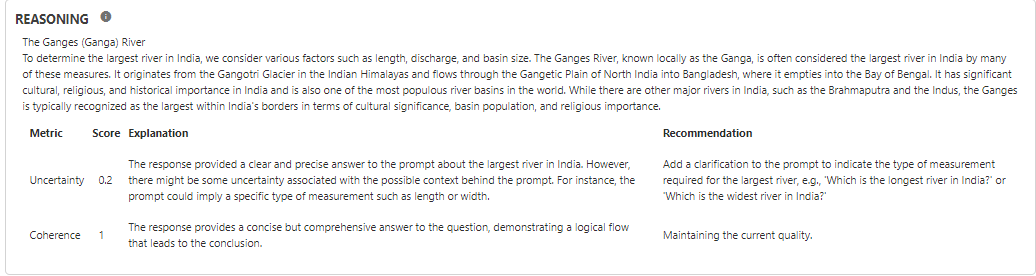 REASONING
The Ganges (Ganga) River
To determine the largest river in India, we consider various factors such as length, discharge, and basin size. The Ganges River, known locally as the Ganga, is often considered the largest river in India by many
of these measures. It originates from the Gangotri Glacier in the Indian Himalayas and flows through the Gangetic Plain of North India into Bangladesh, where it empties into the Bay of Bengal. It has significant
cultural, religious, and historical importance in India and is also one of the most populous river basins in the world. While there are other major rivers in India, such as the Brahmaputra and the Indus, the Ganges
is typically recognized as the largest within India's borders in terms of cultural significance, basin population, and religious importance.
Metric Score Explanation Recommendation
Uncertainty 0.2
The response provided a clear and precise answer to the prompt about the largest river in India. However,
there might be some uncertainty associated with the possible context behind the prompt. For instance, the
prompt could imply a specific type of measurement such as length or width.
Add a clarification to the prompt to indicate the type of measurement
required for the largest river, e.g., 'Which is the longest river in India?' or
'Which is the widest river in India?'
Coherence 1
The response provides a concise but comprehensive answer to the question, demonstrating a logical flow
that leads to the conclusion.
Maintaining the current quality.